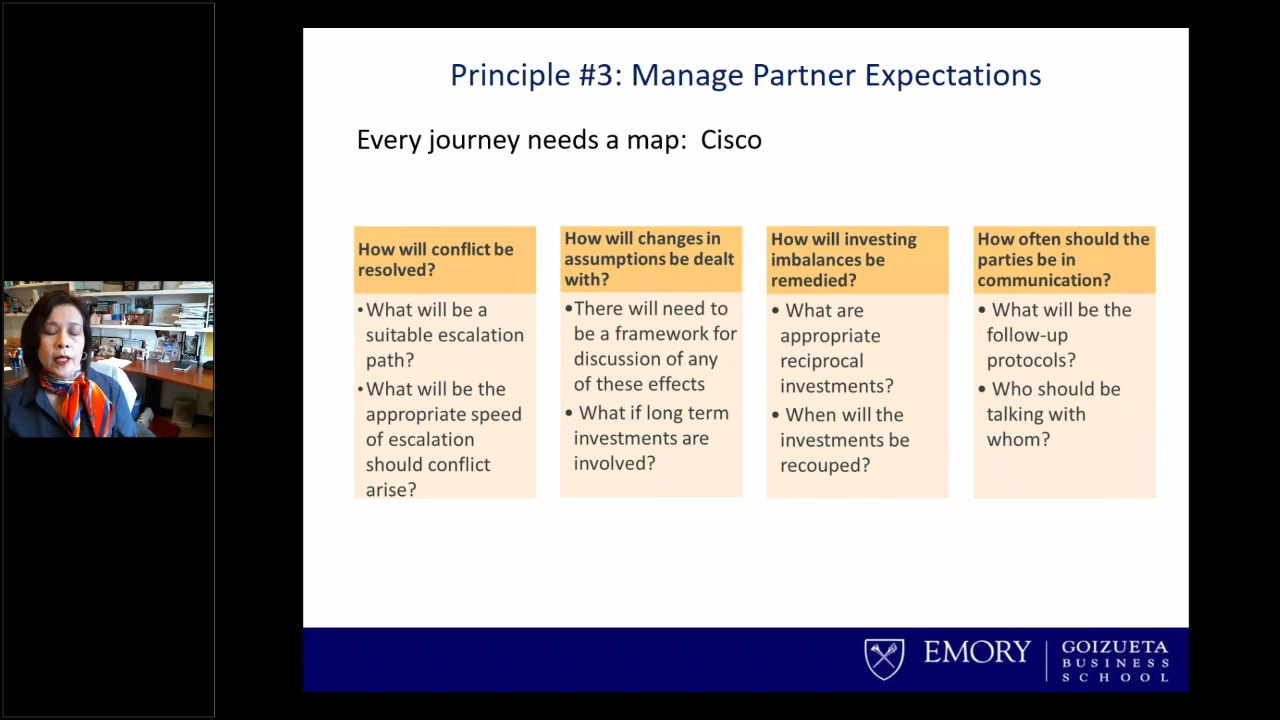 Principle #3: Manage Partner Expectations
Every journey needs a map: Cisco
How will conflict be
resolved?
•What will be a
suitable escalation
path?
•What will be the
appropriate speed
of escalation
should conflict
arise?
How will changes in
assumptions be dealt
with?
•There will need to
be a framework for
discussion of any
of these effects
• What if long term
investments are
involved?
How will investing
imbalances be
remedied?
• What are
appropriate
reciprocal
investments?
• When will the
investments be
recouped?
How often should the
parties be in
communication?
• What will be the
follow-up
protocols?
• Who should be
talking with
whom?
EMORY
GOIZUETA
BUSINESS
SCHOOL